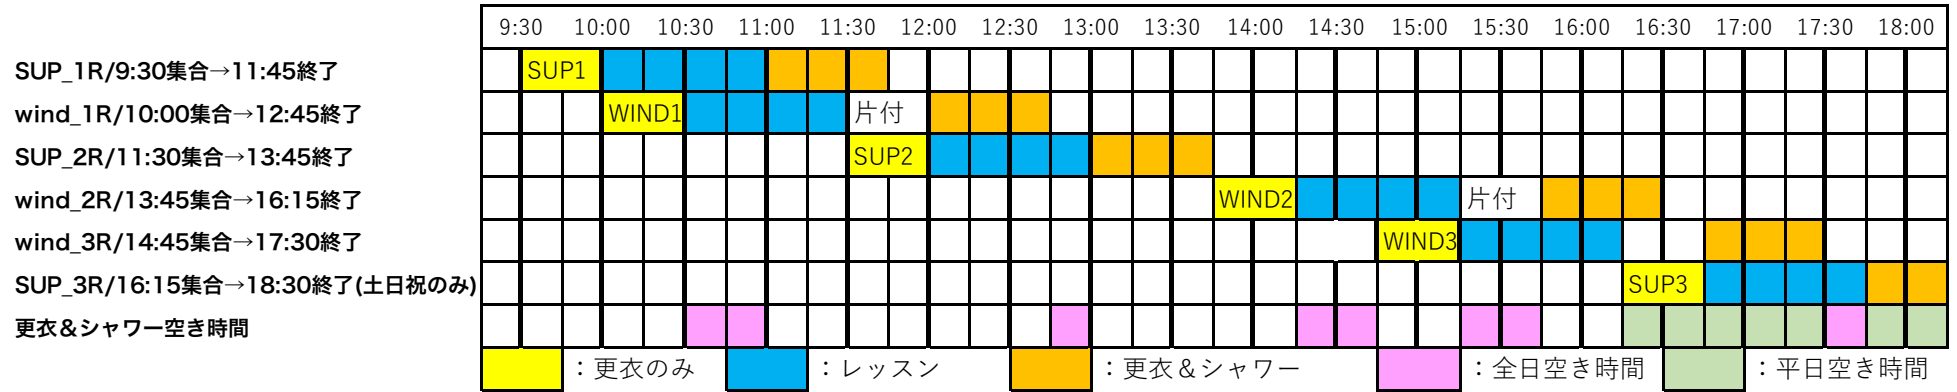 9:30 10:00 10:30 11:00 11:30 12:00 12:30 13:00 13:30 14:00 14:30 15:00 15:30 16:00 16:30 17:00 17:30 18:00
SUP_1R/9:30集合→11:45終了 SUP1
wind_1R/10:00集合→12:45終了 WIND1 片付
SUP_2R/11:30集合→13:45終了 SUP2
wind_2R/13:45集合→16:15終了 WIND2 片付
wind_3R/14:45集合→17:30終了 WIND3
SUP_3R/16:15集合→18:30終了(土日祝のみ) SUP3
更衣&シャワー空き時間
：更衣のみ ：レッスン ：更衣&シャワー ：全日空き時間 ：平日空き時間